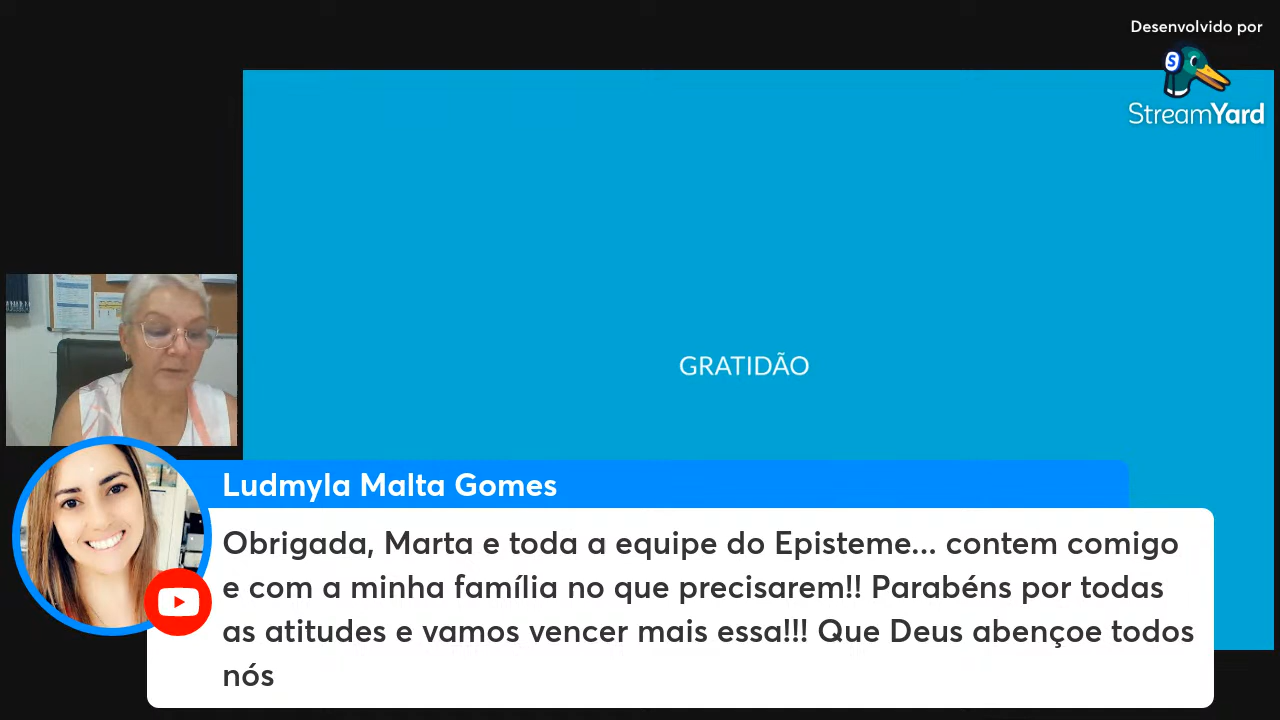 Desenvolvido por
StreamYard
GRATIDÃO
Ludmyla Malta Gomes
Obrigada, Marta e toda a equipe do Episteme... contem comigo
e com a minha família no que precisarem!! Parabéns por todas
as atitudes e vamos vencer mais essa!!! Que Deus abençoe todos
nós